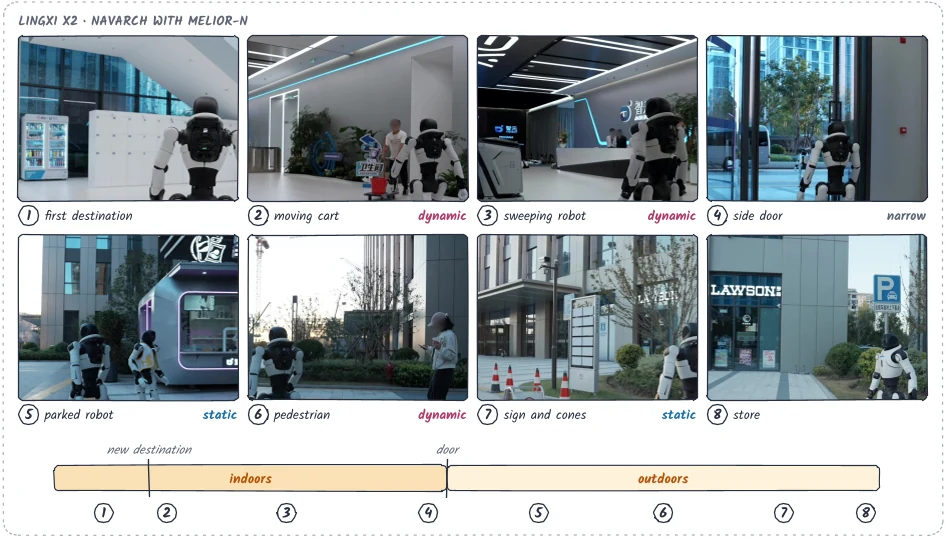 LINGXI X2 · NAVARCH WITH MELIOR-N
1 first destination
2 moving cart dynamic
3 sweeping robot dynamic
4 side door narrow
LAWSON
P
5 parked robot static
6 pedestrian dynamic
7 sign and cones static
8 store
new destination door
indoors outdoors
1 2 3 4 5 6 7 8